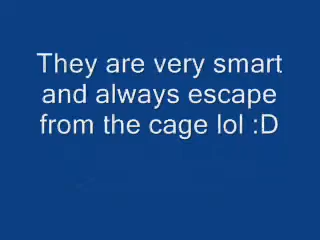 They are very smart
and always escape
from the cage lol :D